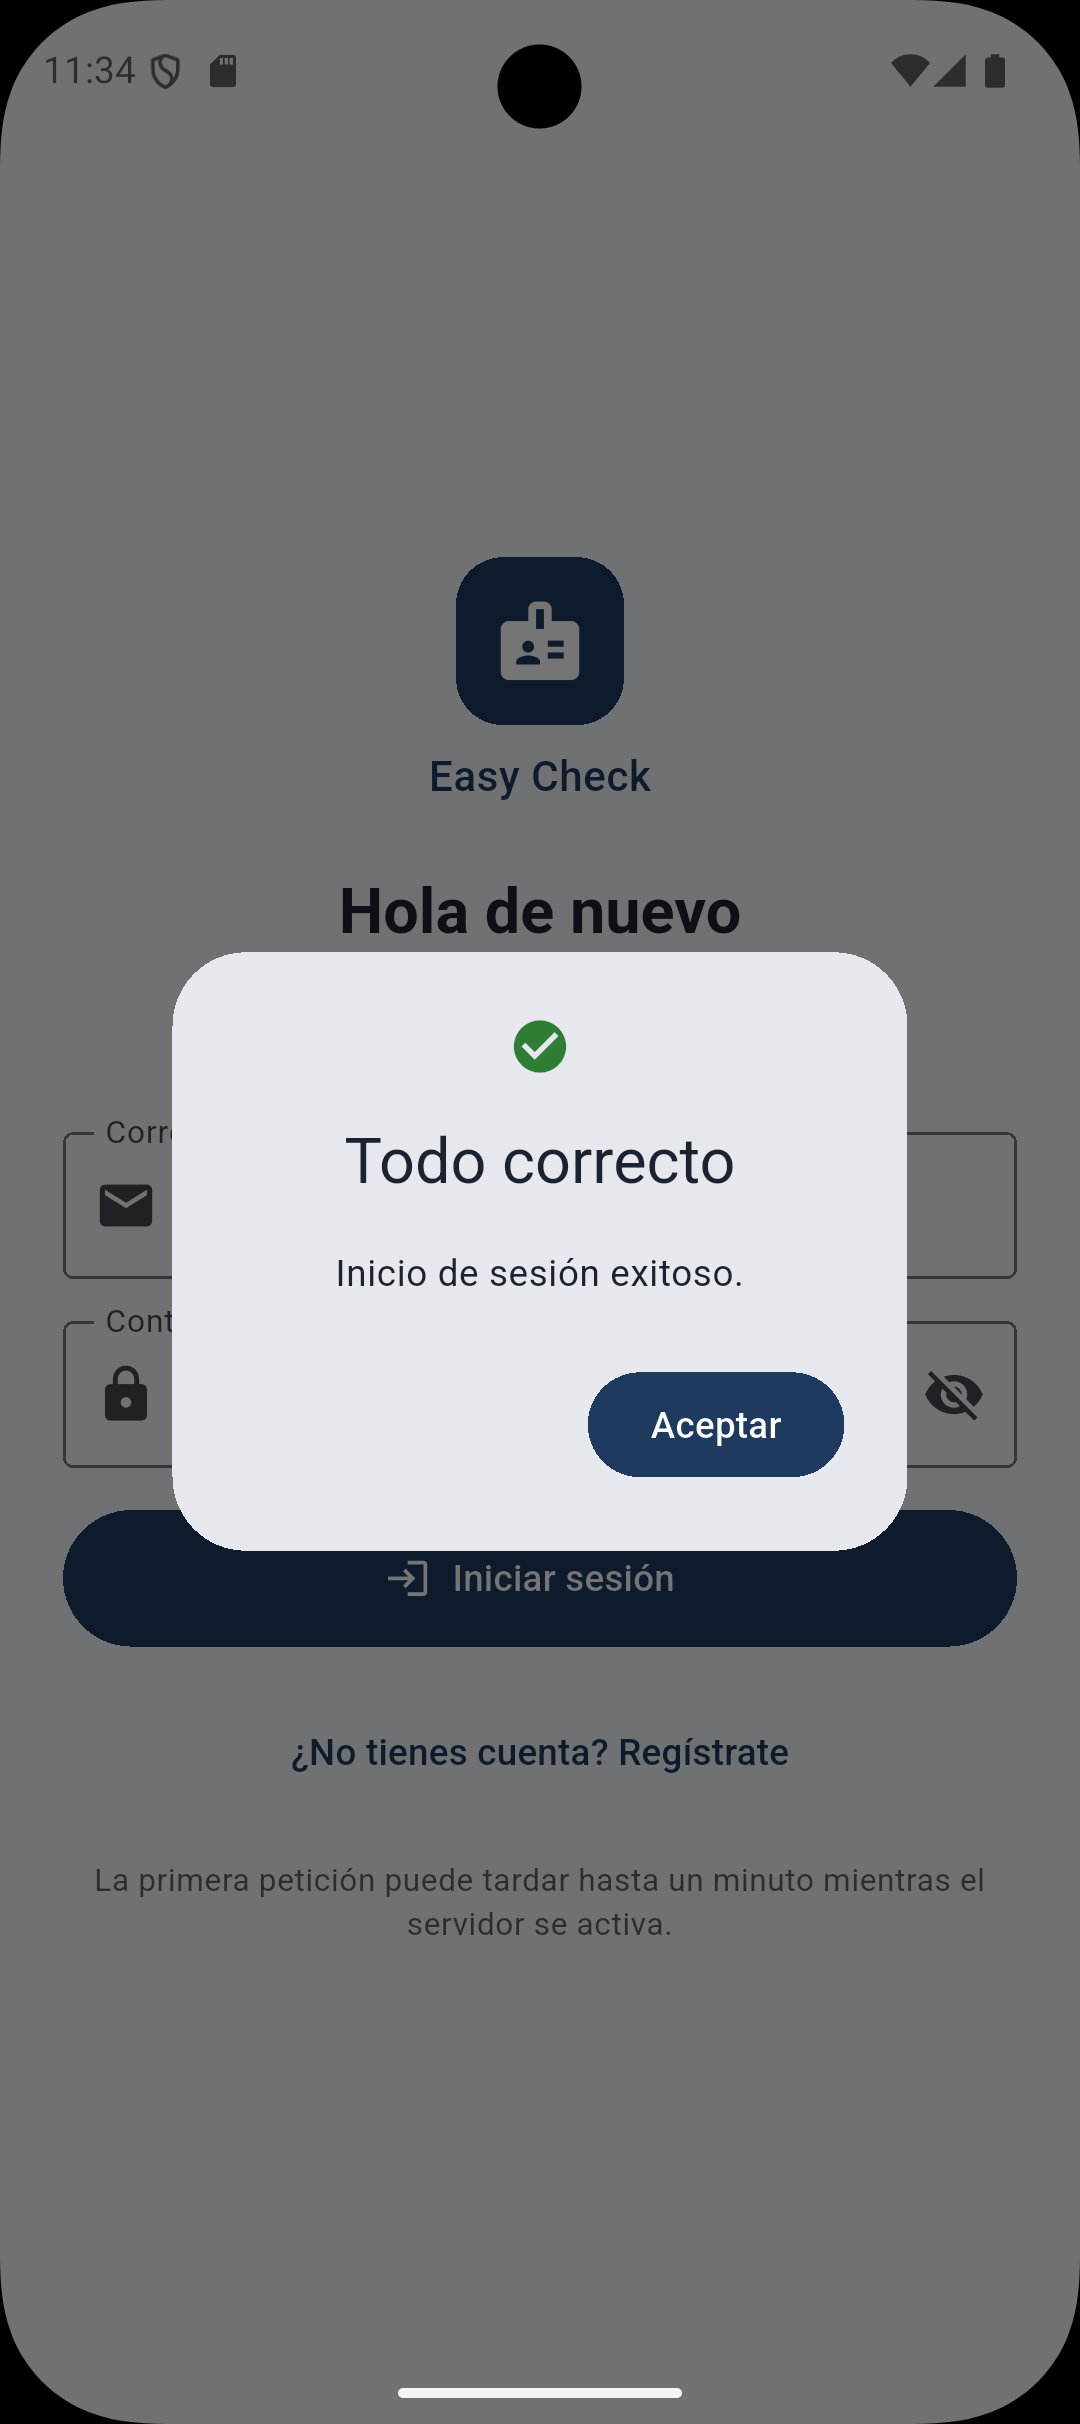 11:34
Easy Check
Hola de nuevo
Todo correcto
Inicio de sesión exitoso.
Aceptar
Iniciar sesión
¿No tienes cuenta? Regístrate
La primera petición puede tardar hasta un minuto mientras el
servidor se activa.